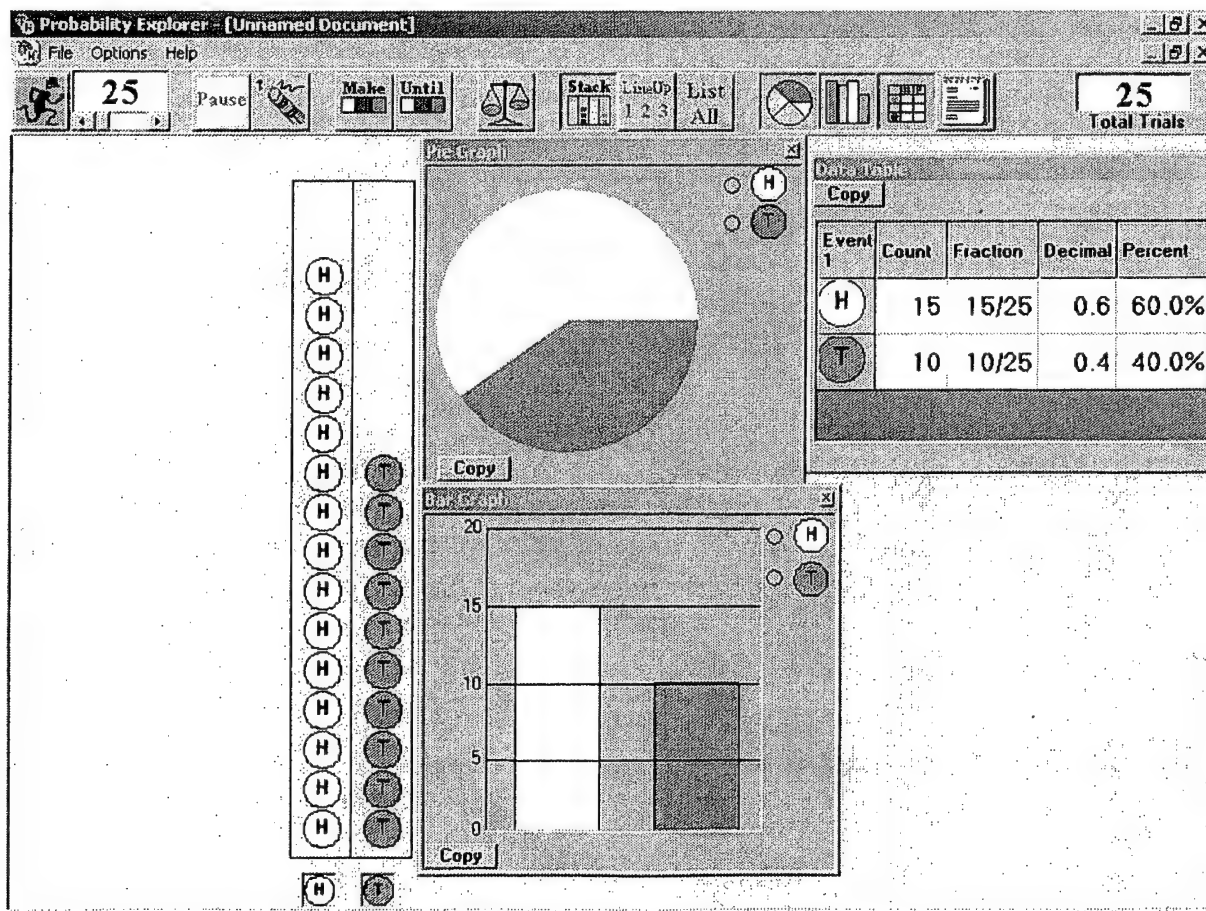 Probability Explorer - [Unnamed Document]
File Options Help
25
Pause
Make
Until
Stack
LineUp
1 2 3
List
All
25
Total Trials
Pie Graph
H
T
Copy
Data Table
Copy
Event 1 Count Fraction Decimal Percent
H 15 15/25 0.6 60.0%
T 10 10/25 0.4 40.0%
H
H
H
H
H
H T
H T
H T
H T
H T
H T
H T
H T
H T
H T
H T
Bar Graph
H
T
20
15
10
5
0
Copy